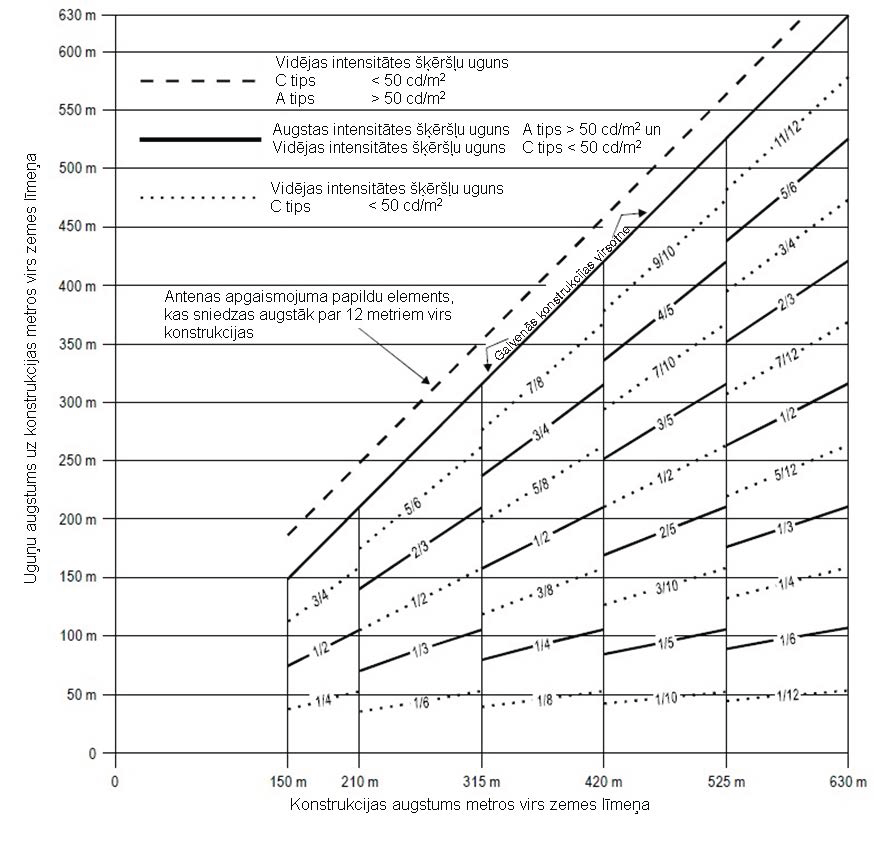 630 m
600 m
550 m
500 m
450 m
400 m
350 m
300 m
250 m
200 m
150 m
100 m
50 m
0
Uguņu augstums uz konstrukcijas metros virs zemes līmeņa
Vidējas intensitātes šķēršļu uguns
C tips < 50 cd/m²
A tips > 50 cd/m²
Augstas intensitātes šķēršļu uguns A tips > 50 cd/m² un
Vidējas intensitātes šķēršļu uguns C tips < 50 cd/m²
Vidējas intensitātes šķēršļu uguns
C tips < 50 cd/m²
Antenas apgaismojuma papildu elements,
kas sniedzas augstāk par 12 metriem virs
konstrukcijas
Galvenās konstrukcijas virsotne
3/4
1/2
1/4
5/6
2/3
1/2
1/3
1/6
7/8
3/4
5/8
1/2
3/8
1/4
1/8
9/10
4/5
7/10
3/5
1/2
2/5
3/10
1/5
1/10
11/12
5/6
3/4
2/3
7/12
1/2
5/12
1/3
1/4
1/6
1/12
0 150 m 210 m 315 m 420 m 525 m 630 m
Konstrukcijas augstums metros virs zemes līmeņa